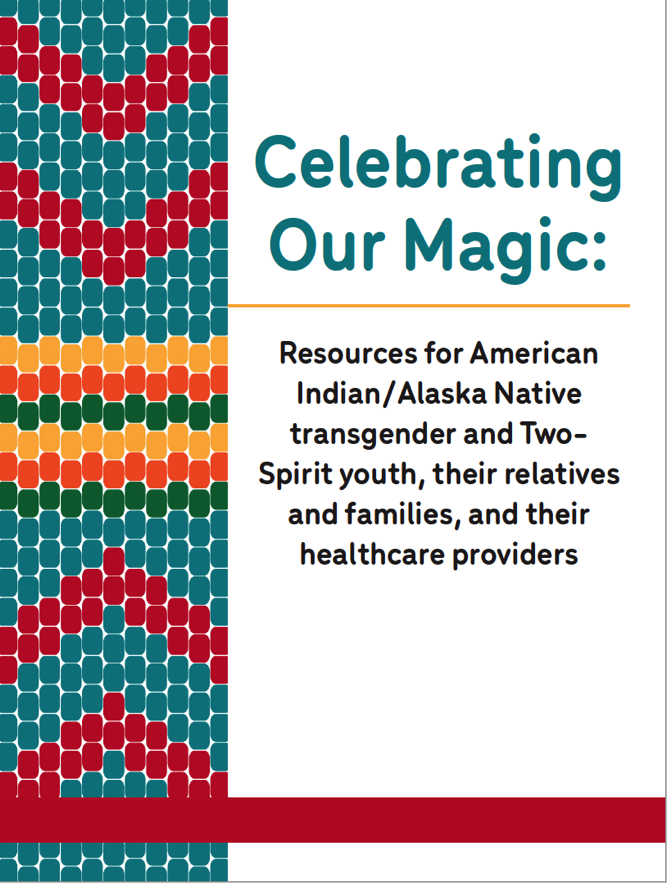 Celebrating
Our Magic:
Resources for American
Indian/Alaska Native
transgender and Two-
Spirit youth, their relatives
and families, and their
healthcare providers